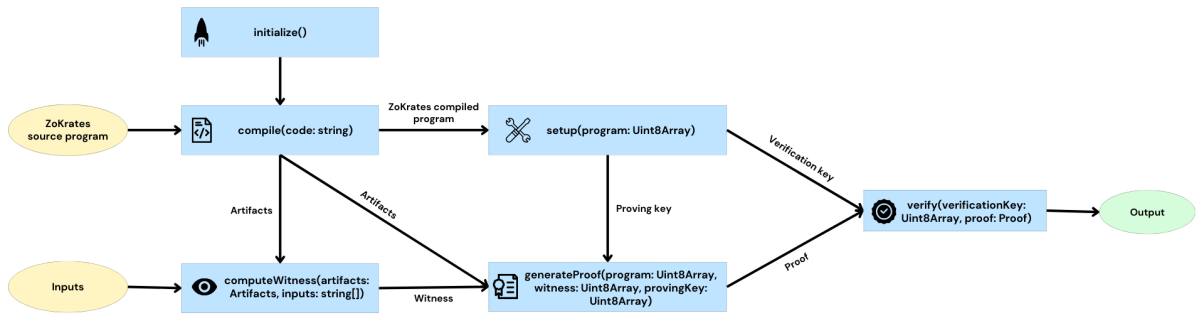 initialize()
ZoKrates
source program
compile(code: string)
ZoKrates compiled
program
setup(program: Uint8Array)
Verification key
Artifacts
Artifacts
Proving key
verify(verificationKey:
Uint8Array, proof: Proof)
Output
Inputs
computeWitness(artifacts:
Artifacts, inputs: string[])
Witness
generateProof(program: Uint8Array,
witness: Uint8Array, provingKey:
Uint8Array)
Proof